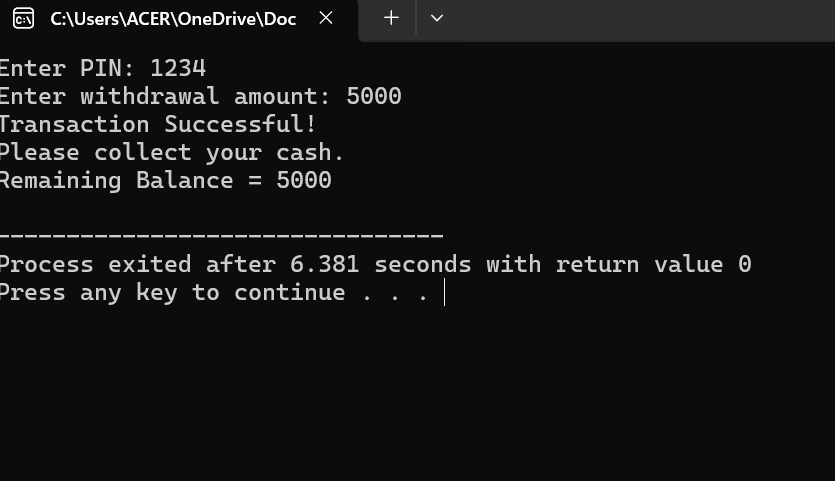 C:\Users\ACER\OneDrive\Doc
Enter PIN: 1234
Enter withdrawal amount: 5000
Transaction Successful!
Please collect your cash.
Remaining Balance = 5000
--------------------------------
Process exited after 6.381 seconds with return value 0
Press any key to continue . . .